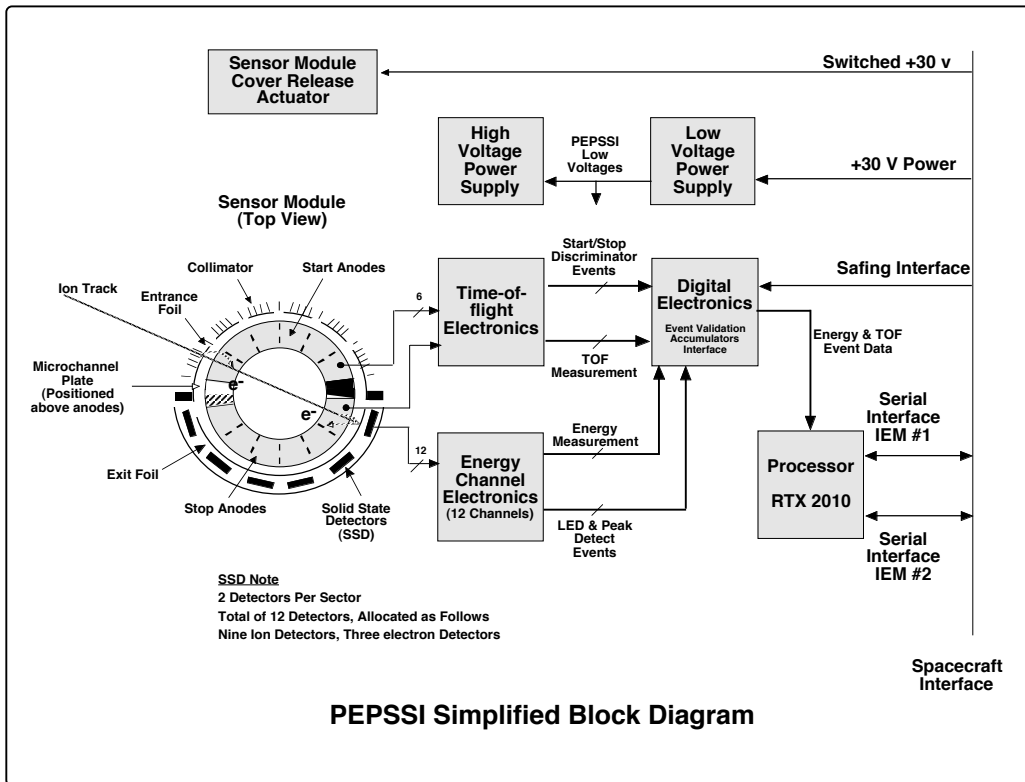 Sensor Module
Cover Release
Actuator
Switched +30 v
High
Voltage
Power
Supply
PEPSSI
Low
Voltages
Low
Voltage
Power
Supply
+30 V Power
Sensor Module
(Top View)
Collimator
Start Anodes
Ion Track
Entrance
Foil
Microchannel
Plate
(Positioned
above anodes)
e-
e-
Exit Foil
Stop Anodes
Solid State
Detectors
(SSD)
6
12
Time-of-
flight
Electronics
Start/Stop
Discriminator
Events
TOF
Measurement
Digital
Electronics
Event Validation
Accumulators
Interface
Safing Interface
Energy & TOF
Event Data
Energy
Channel
Electronics
(12 Channels)
Energy
Measurement
LED & Peak
Detect
Events
Processor
RTX 2010
Serial
Interface
IEM #1
Serial
Interface
IEM #2
SSD Note
2 Detectors Per Sector
Total of 12 Detectors, Allocated as Follows
Nine Ion Detectors, Three electron Detectors
Spacecraft
Interface
PEPSSI Simplified Block Diagram